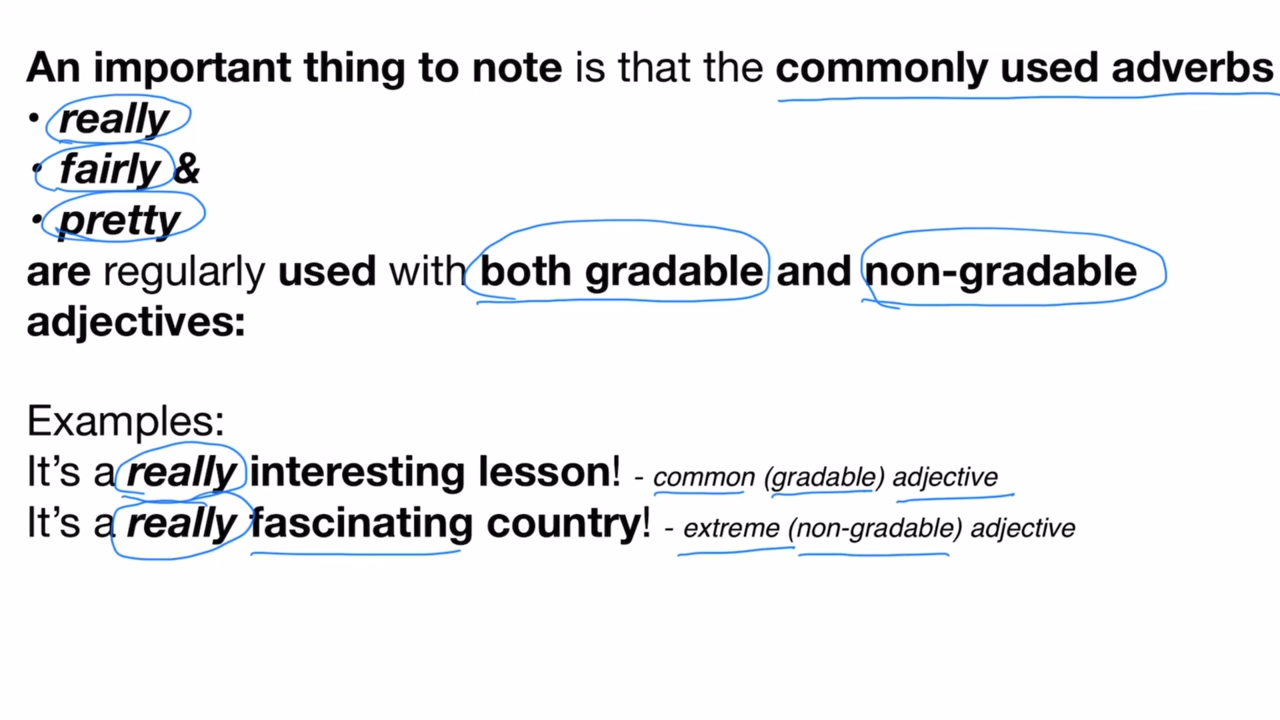 An important thing to note is that the commonly used adverbs
• really
• fairly &
• pretty
are regularly used with both gradable and non-gradable
adjectives:
Examples:
It’s a really interesting lesson! - common (gradable) adjective
It’s a really fascinating country! - extreme (non-gradable) adjective